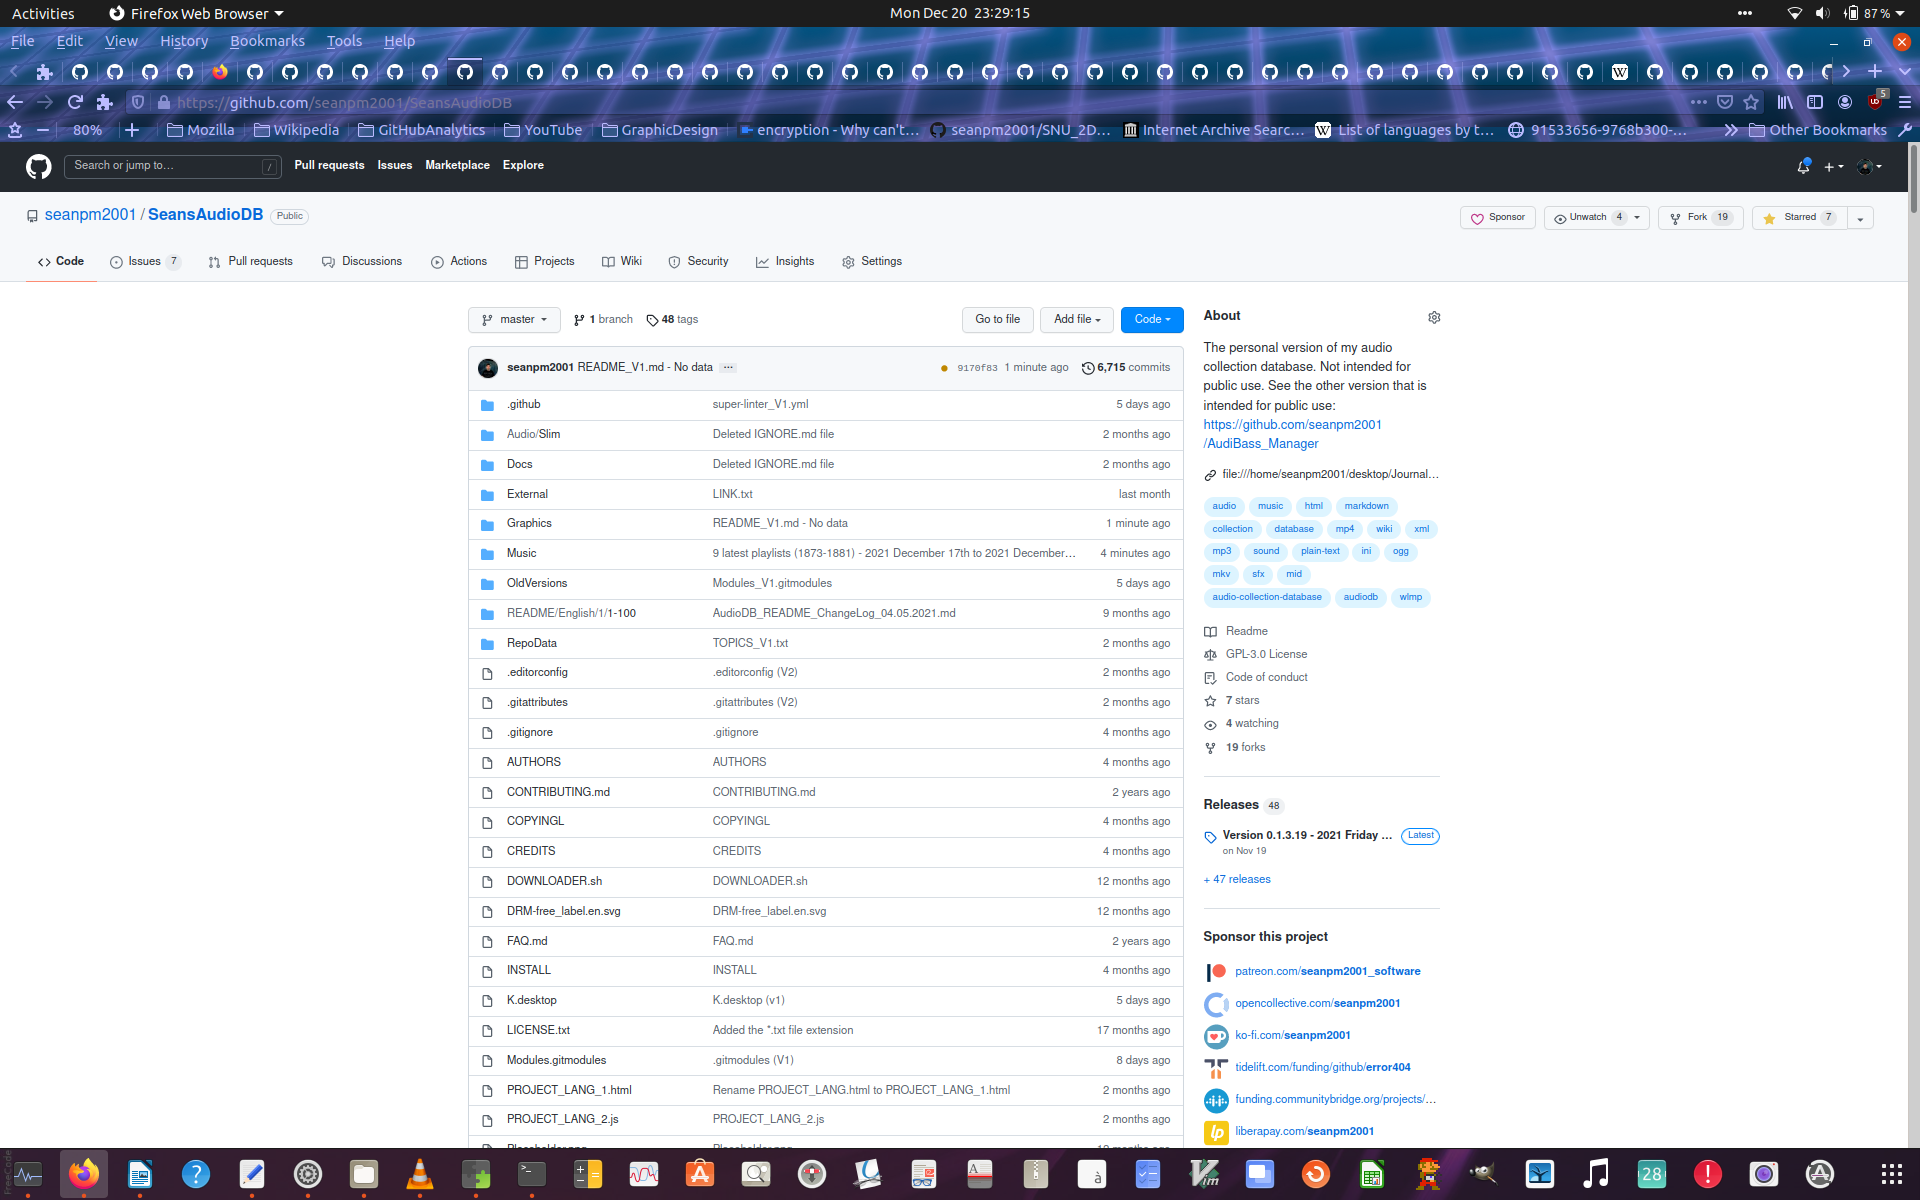 Activities
Firefox Web Browser
Mon Dec 20 23:29:15
87 %
File Edit View History Bookmarks Tools Help
https://github.com/seanpm2001/SeansAudioDB
5
80%
Mozilla
Wikipedia
GitHubAnalytics
YouTube
GraphicDesign
encryption - Why can't…
seanpm2001/SNU_2D…
Internet Archive Searc…
List of languages by t…
91533656-9768b300-…
Other Bookmarks
Search or jump to…
/
Pull requests Issues Marketplace Explore
seanpm2001 / SeansAudioDB Public
Sponsor
Unwatch 4
Fork 19
Starred 7
Code
Issues 7
Pull requests
Discussions
Actions
Projects
Wiki
Security
Insights
Settings
master
1 branch
48 tags
Go to file
Add file
Code
seanpm2001 README_V1.md - No data … 9170f83 1 minute ago 6,715 commits
.github super-linter_V1.yml 5 days ago
Audio/Slim Deleted IGNORE.md file 2 months ago
Docs Deleted IGNORE.md file 2 months ago
External LINK.txt last month
Graphics README_V1.md - No data 1 minute ago
Music 9 latest playlists (1873-1881) - 2021 December 17th to 2021 December… 4 minutes ago
OldVersions Modules_V1.gitmodules 5 days ago
README/English/1/1-100 AudioDB_README_ChangeLog_04.05.2021.md 9 months ago
RepoData TOPICS_V1.txt 2 months ago
.editorconfig .editorconfig (V2) 2 months ago
.gitattributes .gitattributes (V2) 2 months ago
.gitignore .gitignore 4 months ago
AUTHORS AUTHORS 4 months ago
CONTRIBUTING.md CONTRIBUTING.md 2 years ago
COPYINGL COPYINGL 4 months ago
CREDITS CREDITS 4 months ago
DOWNLOADER.sh DOWNLOADER.sh 12 months ago
DRM-free_label.en.svg DRM-free_label.en.svg 12 months ago
FAQ.md FAQ.md 2 years ago
INSTALL INSTALL 4 months ago
K.desktop K.desktop (v1) 5 days ago
LICENSE.txt Added the *.txt file extension 17 months ago
Modules.gitmodules .gitmodules (V1) 8 days ago
PROJECT_LANG_1.html Rename PROJECT_LANG.html to PROJECT_LANG_1.html 2 months ago
PROJECT_LANG_2.js PROJECT_LANG_2.js 2 months ago
About
The personal version of my audio
collection database. Not intended for
public use. See the other version that is
intended for public use:
https://github.com/seanpm2001
/AudiBass_Manager
file:///home/seanpm2001/desktop/Journal…
audio music html markdown
collection database mp4 wiki xml
mp3 sound plain-text ini ogg
mkv sfx mid
audio-collection-database audiodb wlmp
Readme
GPL-3.0 License
Code of conduct
7 stars
4 watching
19 forks
Releases 48
Version 0.1.3.19 - 2021 Friday … Latest
on Nov 19
+ 47 releases
Sponsor this project
patreon.com/seanpm2001_software
opencollective.com/seanpm2001
ko-fi.com/seanpm2001
tidelift.com/funding/github/error404
funding.communitybridge.org/projects/…
liberapay.com/seanpm2001
28